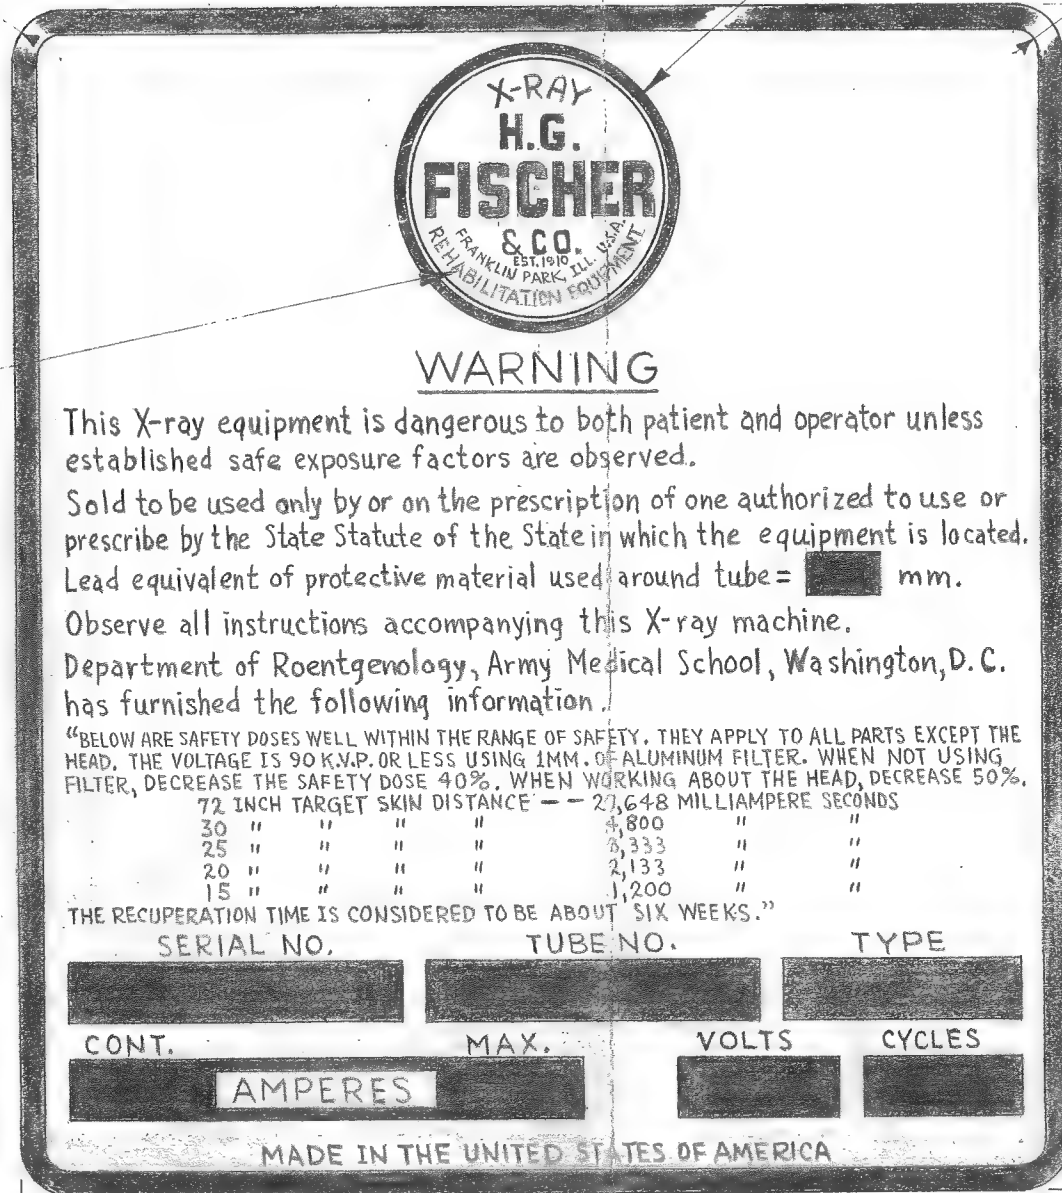 X-RAY
H.G.
FISCHER
& CO.
EST. 1910
FRANKLIN PARK, ILL. U.S.A.
REHABILITATION EQUIPMENT
WARNING
This X-ray equipment is dangerous to both patient and operator unless
established safe exposure factors are observed.
Sold to be used only by or on the prescription of one authorized to use or
prescribe by the State Statute of the State in which the equipment is located.
Lead equivalent of protective material used around tube = mm.
Observe all instructions accompanying this X-ray machine.
Department of Roentgenology, Army Medical School, Washington, D.C.
has furnished the following information.
“BELOW ARE SAFETY DOSES WELL WITHIN THE RANGE OF SAFETY. THEY APPLY TO ALL PARTS EXCEPT THE
HEAD. THE VOLTAGE IS 90 K.V.P. OR LESS USING 1MM. OF ALUMINUM FILTER. WHEN NOT USING
FILTER, DECREASE THE SAFETY DOSE 40%. WHEN WORKING ABOUT THE HEAD, DECREASE 50%.
72 INCH TARGET SKIN DISTANCE – – 27,648 MILLIAMPERE SECONDS
30 " " " " 4,800 " "
25 " " " " 3,333 " "
20 " " " " 2,133 " "
15 " " " " 1,200 " "
THE RECUPERATION TIME IS CONSIDERED TO BE ABOUT SIX WEEKS.”
SERIAL NO. TUBE NO. TYPE
CONT. MAX. VOLTS CYCLES
AMPERES
MADE IN THE UNITED STATES OF AMERICA